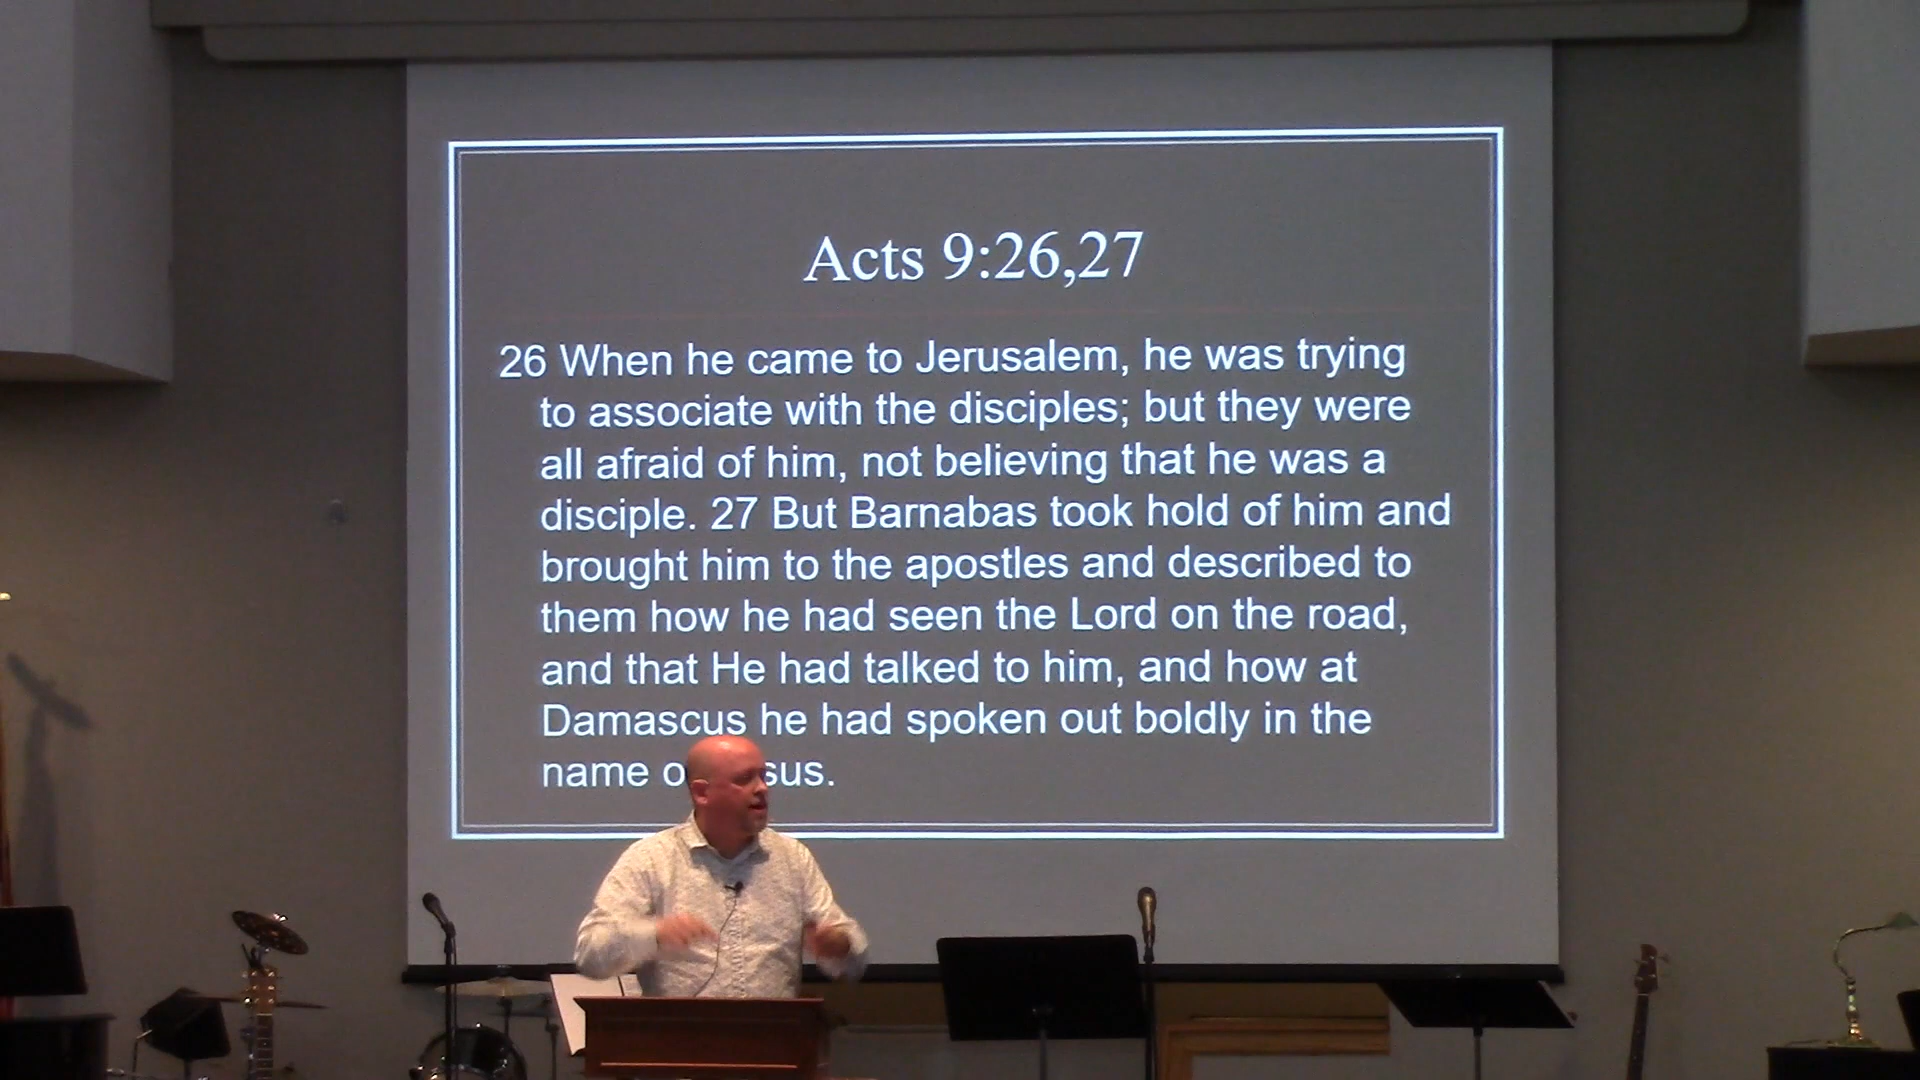 Acts 9:26,27
26 When he came to Jerusalem, he was trying
to associate with the disciples; but they were
all afraid of him, not believing that he was a
disciple. 27 But Barnabas took hold of him and
brought him to the apostles and described to
them how he had seen the Lord on the road,
and that He had talked to him, and how at
Damascus he had spoken out boldly in the
name